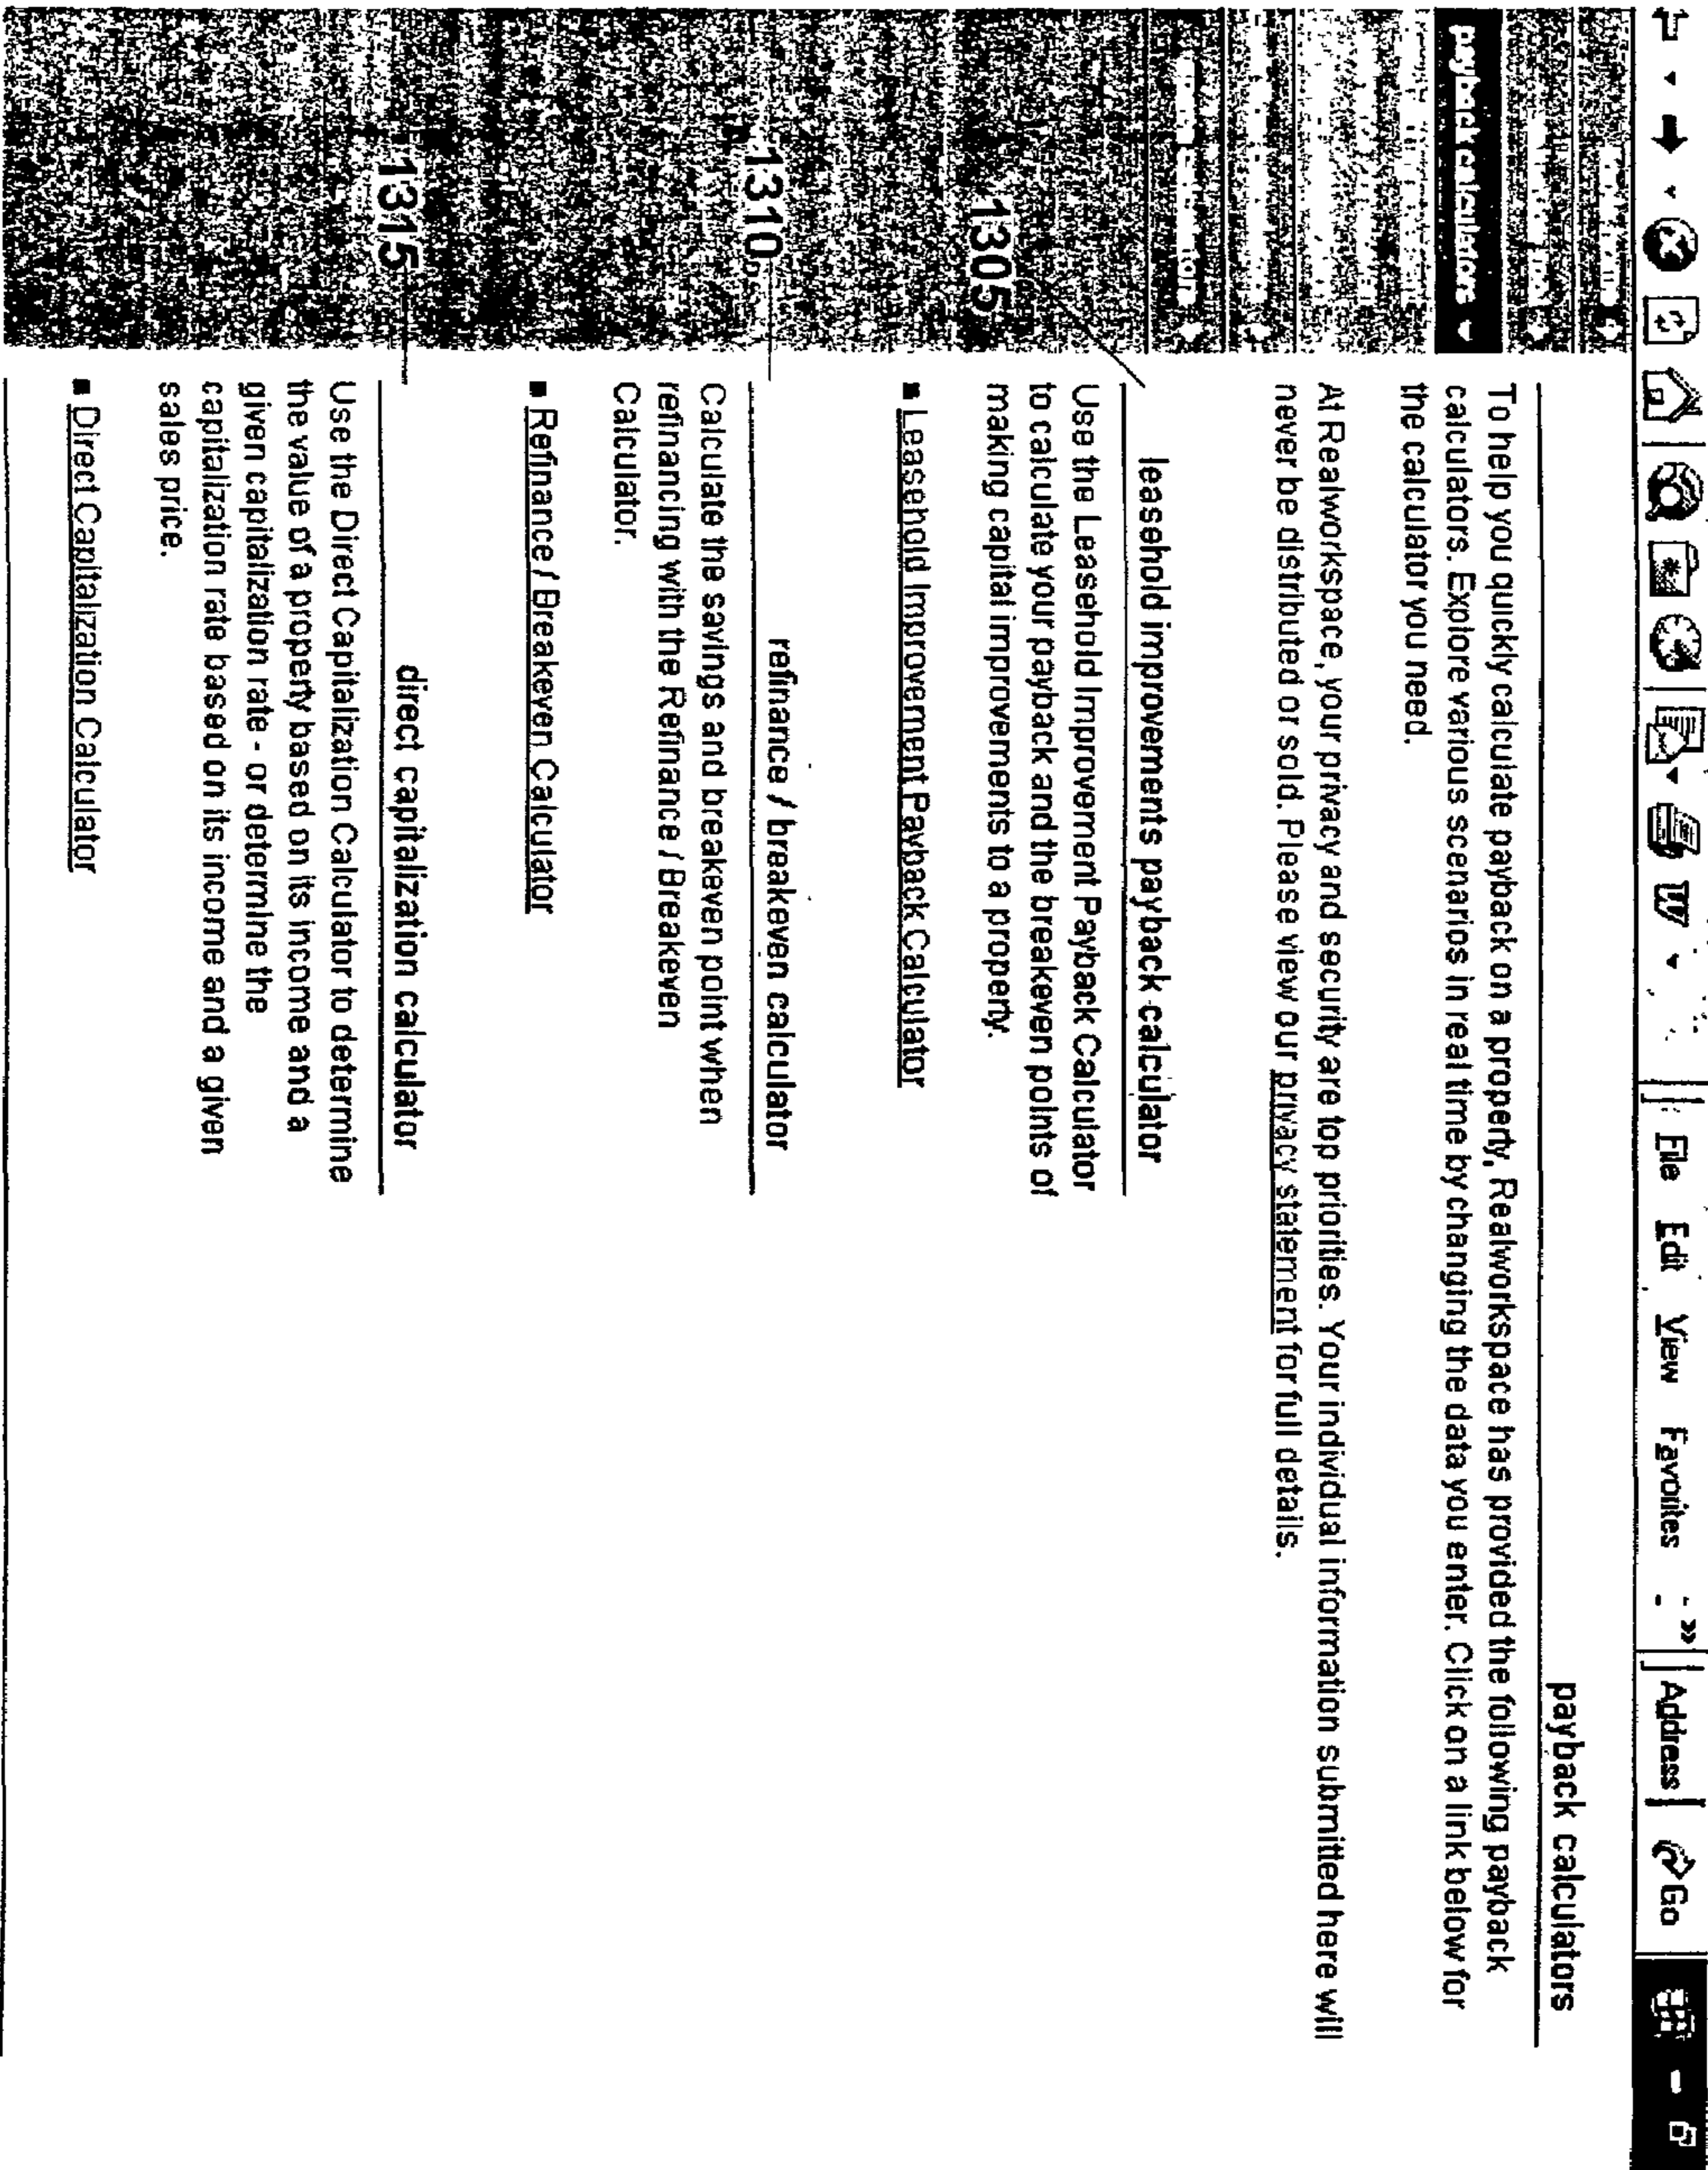 File Edit View Favorites » Address Go
payback calculators
payback calculators
To help you quickly calculate payback on a property, Realworkspace has provided the following payback
calculators. Explore various scenarios in real time by changing the data you enter. Click on a link below for
the calculator you need.
At Realworkspace, your privacy and security are top priorities. Your individual information submitted here will
never be distributed or sold. Please view our privacy statement for full details.
leasehold improvements payback calculator
1305
Use the Leasehold Improvement Payback Calculator
to calculate your payback and the breakeven points of
making capital improvements to a property.
Leasehold Improvement Payback Calculator
refinance / breakeven calculator
1310
Calculate the savings and breakeven point when
refinancing with the Refinance / Breakeven
Calculator.
Refinance / Breakeven Calculator
direct capitalization calculator
1315
Use the Direct Capitalization Calculator to determine
the value of a property based on its income and a
given capitalization rate - or determine the
capitalization rate based on its income and a given
sales price.
Direct Capitalization Calculator